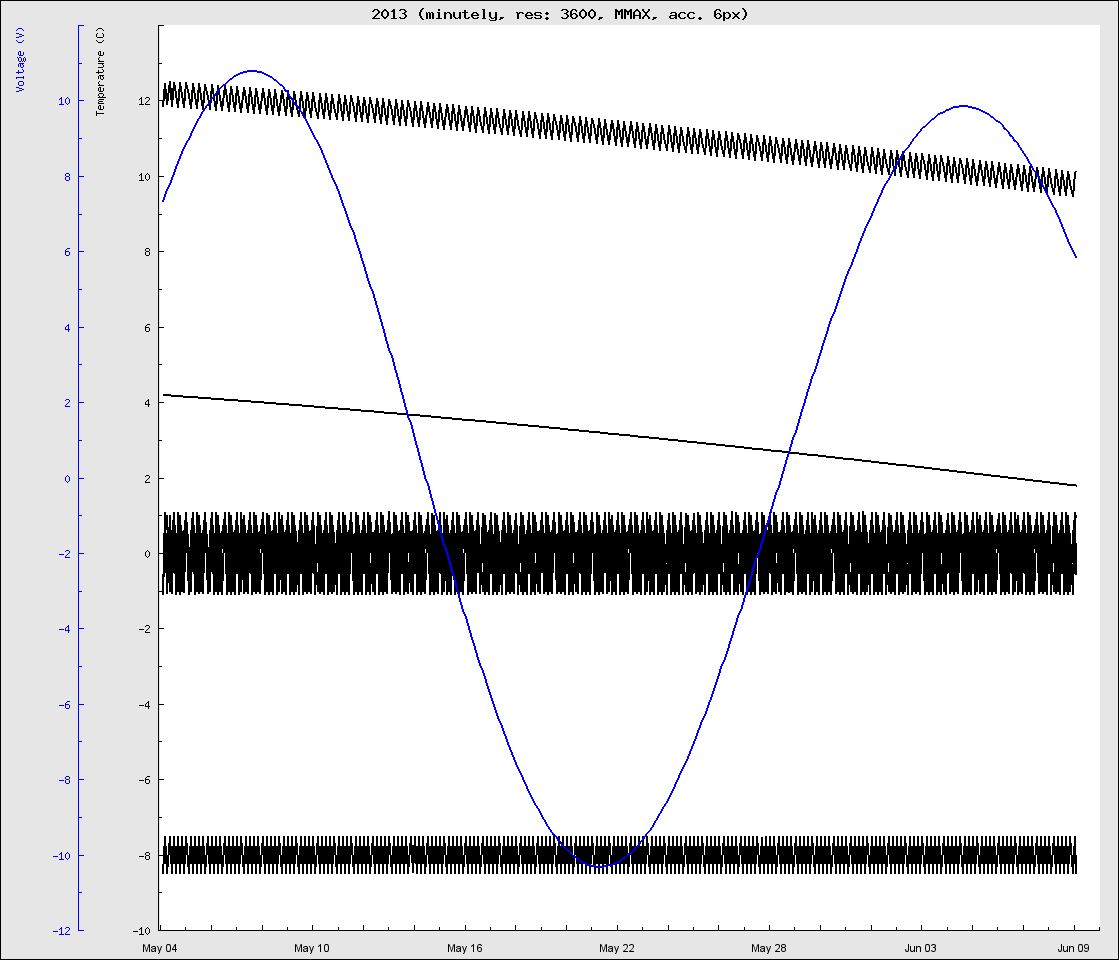 2013 (minutely, res: 3600, MMAX, acc. 6px)
Voltage (V)
Temperature (C)
10
8
6
4
2
0
-2
-4
-6
-8
-10
-12
12
10
8
6
4
2
0
-2
-4
-6
-8
-10
May 04
May 10
May 16
May 22
May 28
Jun 03
Jun 09